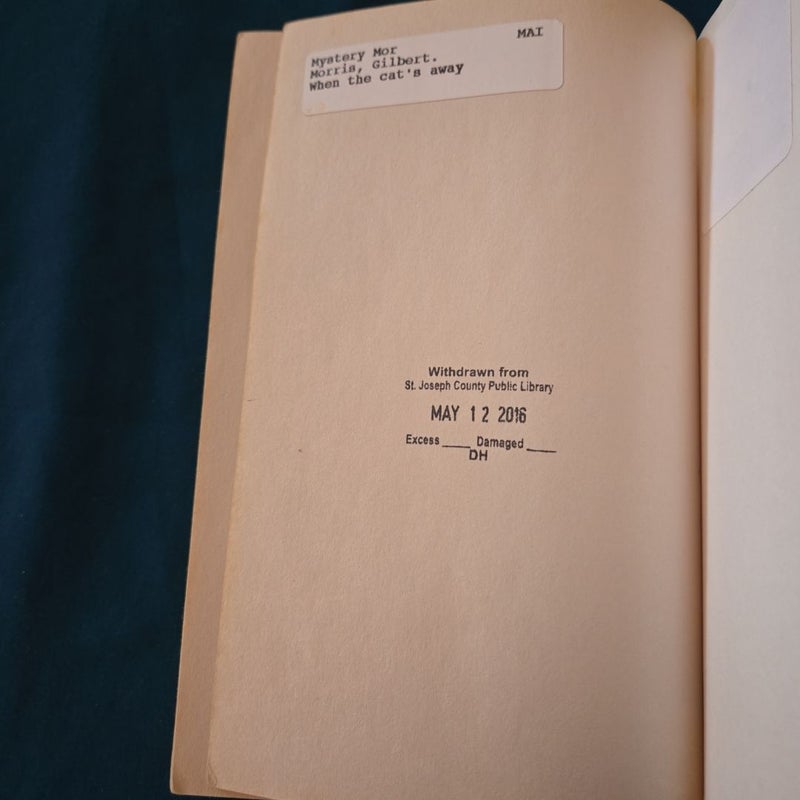 MAI
Mystery Mor
Morris, Gilbert.
When the cat's away
Withdrawn from
St. Joseph County Public Library
MAY 12 2016
Excess ____ Damaged ____
DH